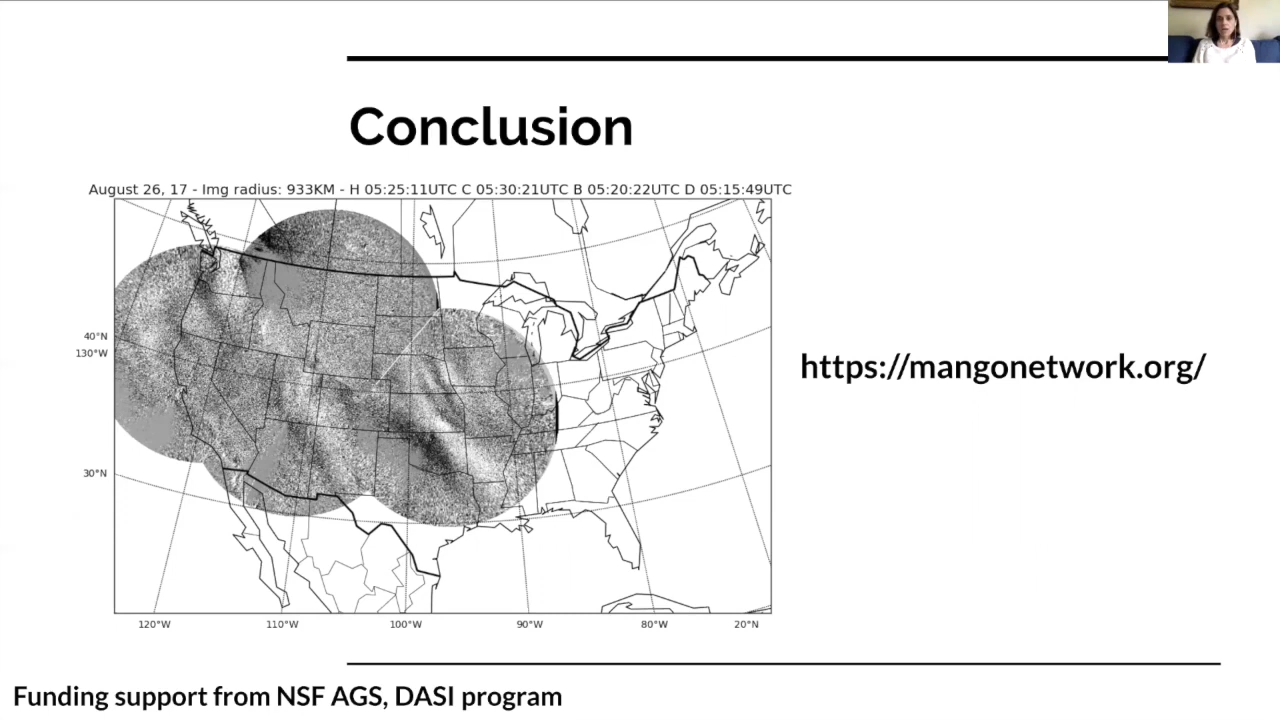 Conclusion
August 26, 17 - Img radius: 933KM - H 05:25:11UTC C 05:30:21UTC B 05:20:22UTC D 05:15:49UTC
40°N
130°W
https://mangonetwork.org/
30°N
120°W 110°W 100°W 90°W 80°W 20°N
Funding support from NSF AGS, DASI program